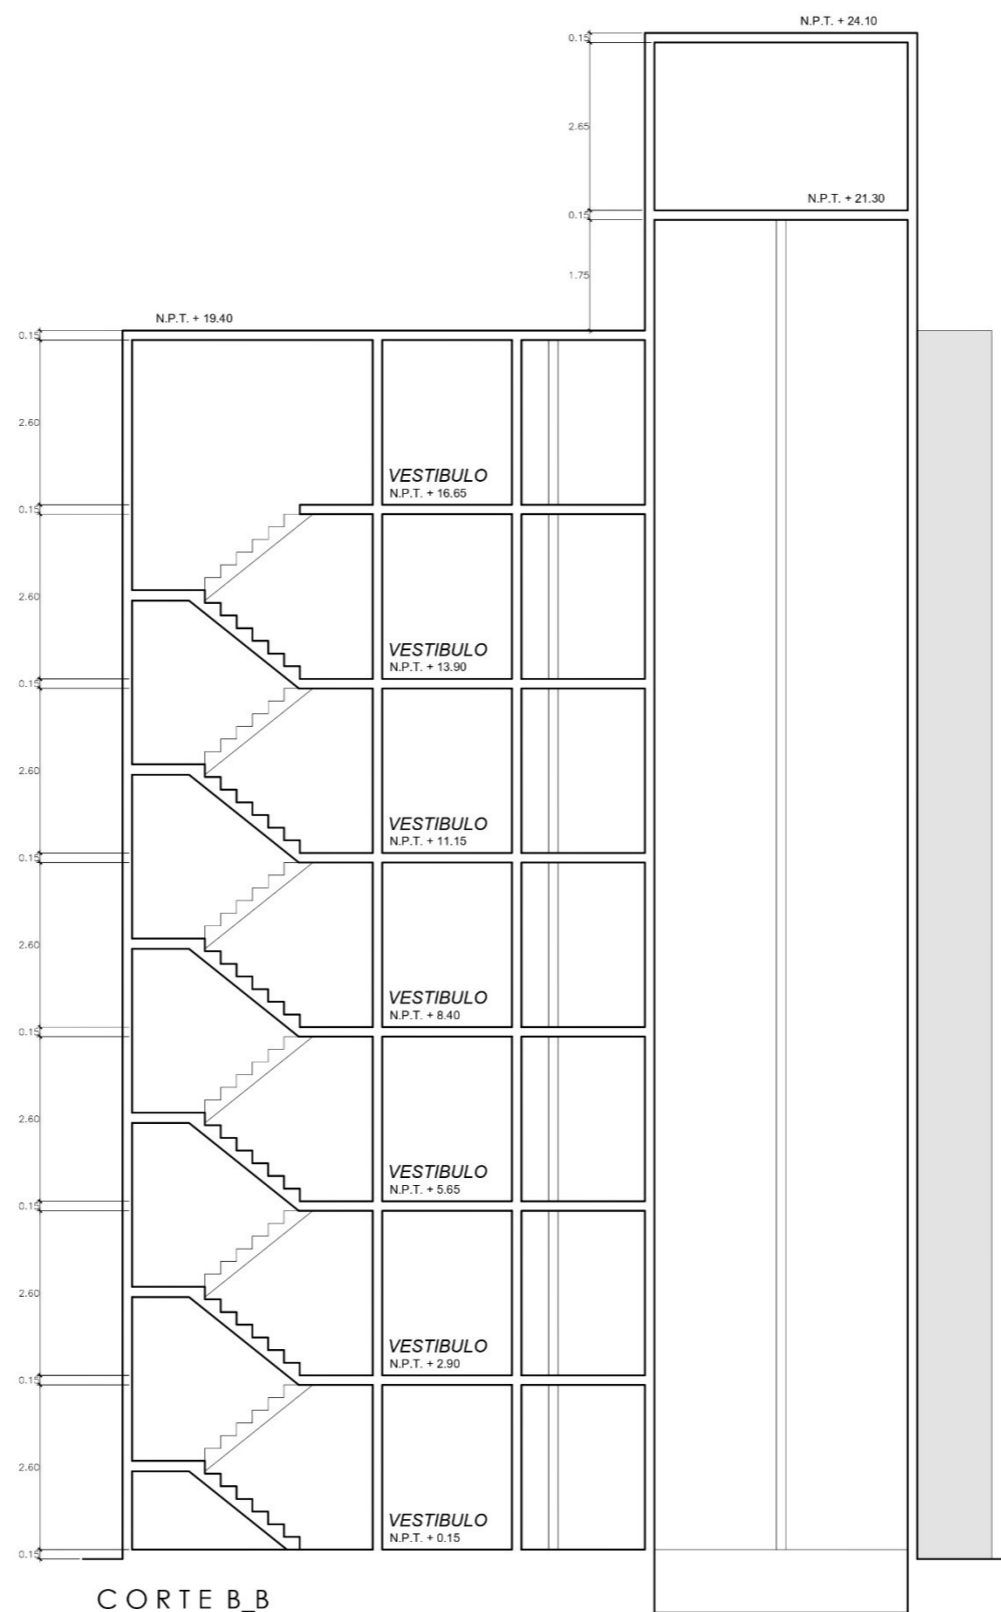 N.P.T. + 24.10
0.15
2.65
N.P.T. + 21.30
0.15
1.75
N.P.T. + 19.40
0.15
2.60
VESTIBULO
N.P.T. + 16.65
0.15
2.60
VESTIBULO
N.P.T. + 13.90
0.15
2.60
VESTIBULO
N.P.T. + 11.15
0.15
2.60
VESTIBULO
N.P.T. + 8.40
0.15
2.60
VESTIBULO
N.P.T. + 5.65
0.15
2.60
VESTIBULO
N.P.T. + 2.90
0.15
2.60
VESTIBULO
N.P.T. + 0.15
0.15
CORTE B_B